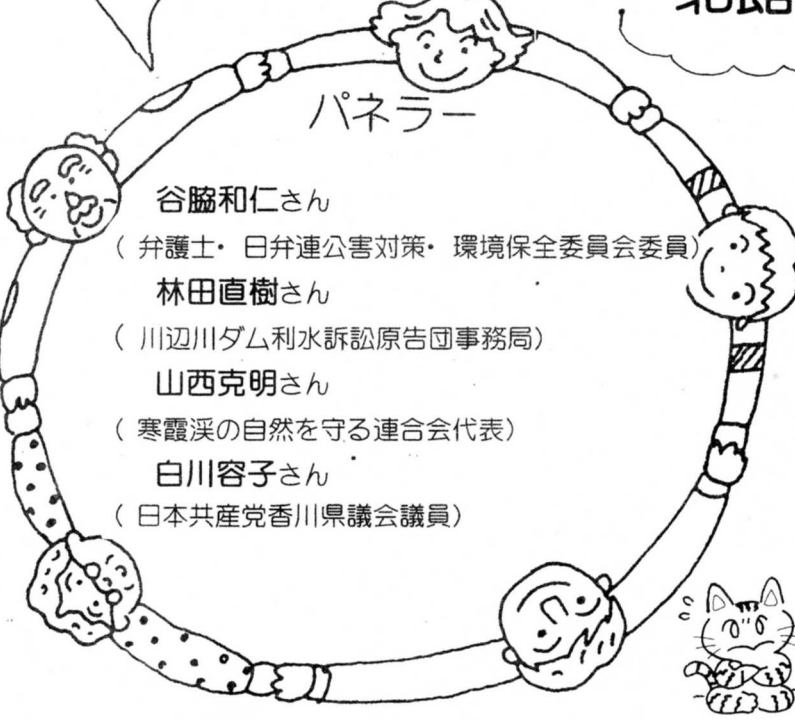 パネラー
谷脇和仁さん
( 弁護士・ 日弁連公害対策・ 環境保全委員会委員)
林田直樹さん
( 川辺川ダム利水訴訟原告団事務局)
山西克明さん
( 寒霞渓の自然を守る連合会代表)
白川容子さん
( 日本共産党香川県議会議員)